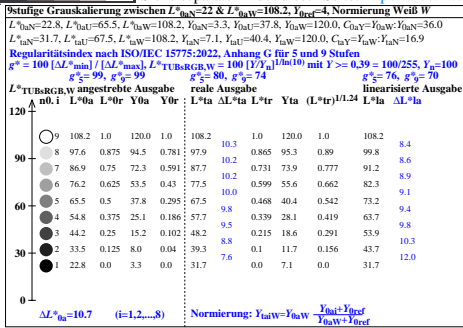 9stufige Grauskalierung zwischen L*0aN=22 & L*0aW=108.2, Y0ref=4, Normierung Weiß W
L*0aN=22.8, L*0aU=65.5, L*0aW=108.2, Y0aN=3.3, Y0aU=37.8, Y0aW=120.0, C0aY=Y0aW:Y0aN=36.0
L*taN=31.7, L*taU=67.5, L*taW=108.2, YtaN=7.1, YtaU=40.4, YtaW=120.0, CtaY=YtaW:YtaN=16.9
Regularitätsindex nach ISO/IEC 15775:2022, Anhang G für 5 und 9 Stufen
g* = 100 [ΔL*min] / [ΔL*max], L*TUBsRGB,W = 100 [Y/Yn]1/ln(10) mit Y >= 0,39 = 100/255, Yn=100
g*5= 99, g*9= 99 g*5= 80, g*9= 74 g*5= 76, g*9= 70
L*TUBsRGB,W angestrebte Ausgabe reale Ausgabe linearisierte Ausgabe
n0. i L*0a L*0r Y0a Y0r L*ta ΔL*ta L*tr Yta (L*tr)1/1.24 L*la ΔL*la
120
9 108.2 1.0 120.0 1.0 108.2 1.0 120.0 1.0 108.2
10.3 8.4
8 97.6 0.875 94.5 0.781 97.9 0.865 95.3 0.89 99.8
10.2 8.6
90
7 86.9 0.75 72.3 0.591 87.7 0.731 73.9 0.777 91.2
10.2 8.9
6 76.2 0.625 53.5 0.43 77.5 0.599 55.6 0.662 82.3
10.0 9.1
5 65.5 0.5 37.8 0.295 67.5 0.468 40.4 0.542 73.2
60
9.8 9.4
4 54.8 0.375 25.1 0.186 57.7 0.339 28.1 0.419 63.7
9.5 9.8
3 44.2 0.25 15.2 0.102 48.2 0.215 18.6 0.291 53.9
8.8 10.3
2 33.5 0.125 8.0 0.04 39.3 0.1 11.7 0.156 43.7
30
7.6 12.0
1 22.8 0.0 3.3 0.0 31.7 0.0 7.1 0.0 31.7
ΔL*0a=10.7 (i=1,2,...,8) Normierung: YtaiW=Y0aW Y0ai+Y0ref
Y0aW+Y0ref
0